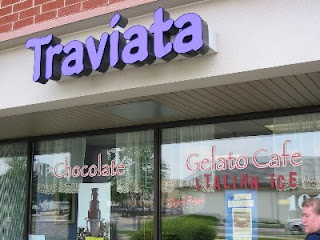 Traviata
Chocolate
Gelato Cafe
ITALIAN ICE